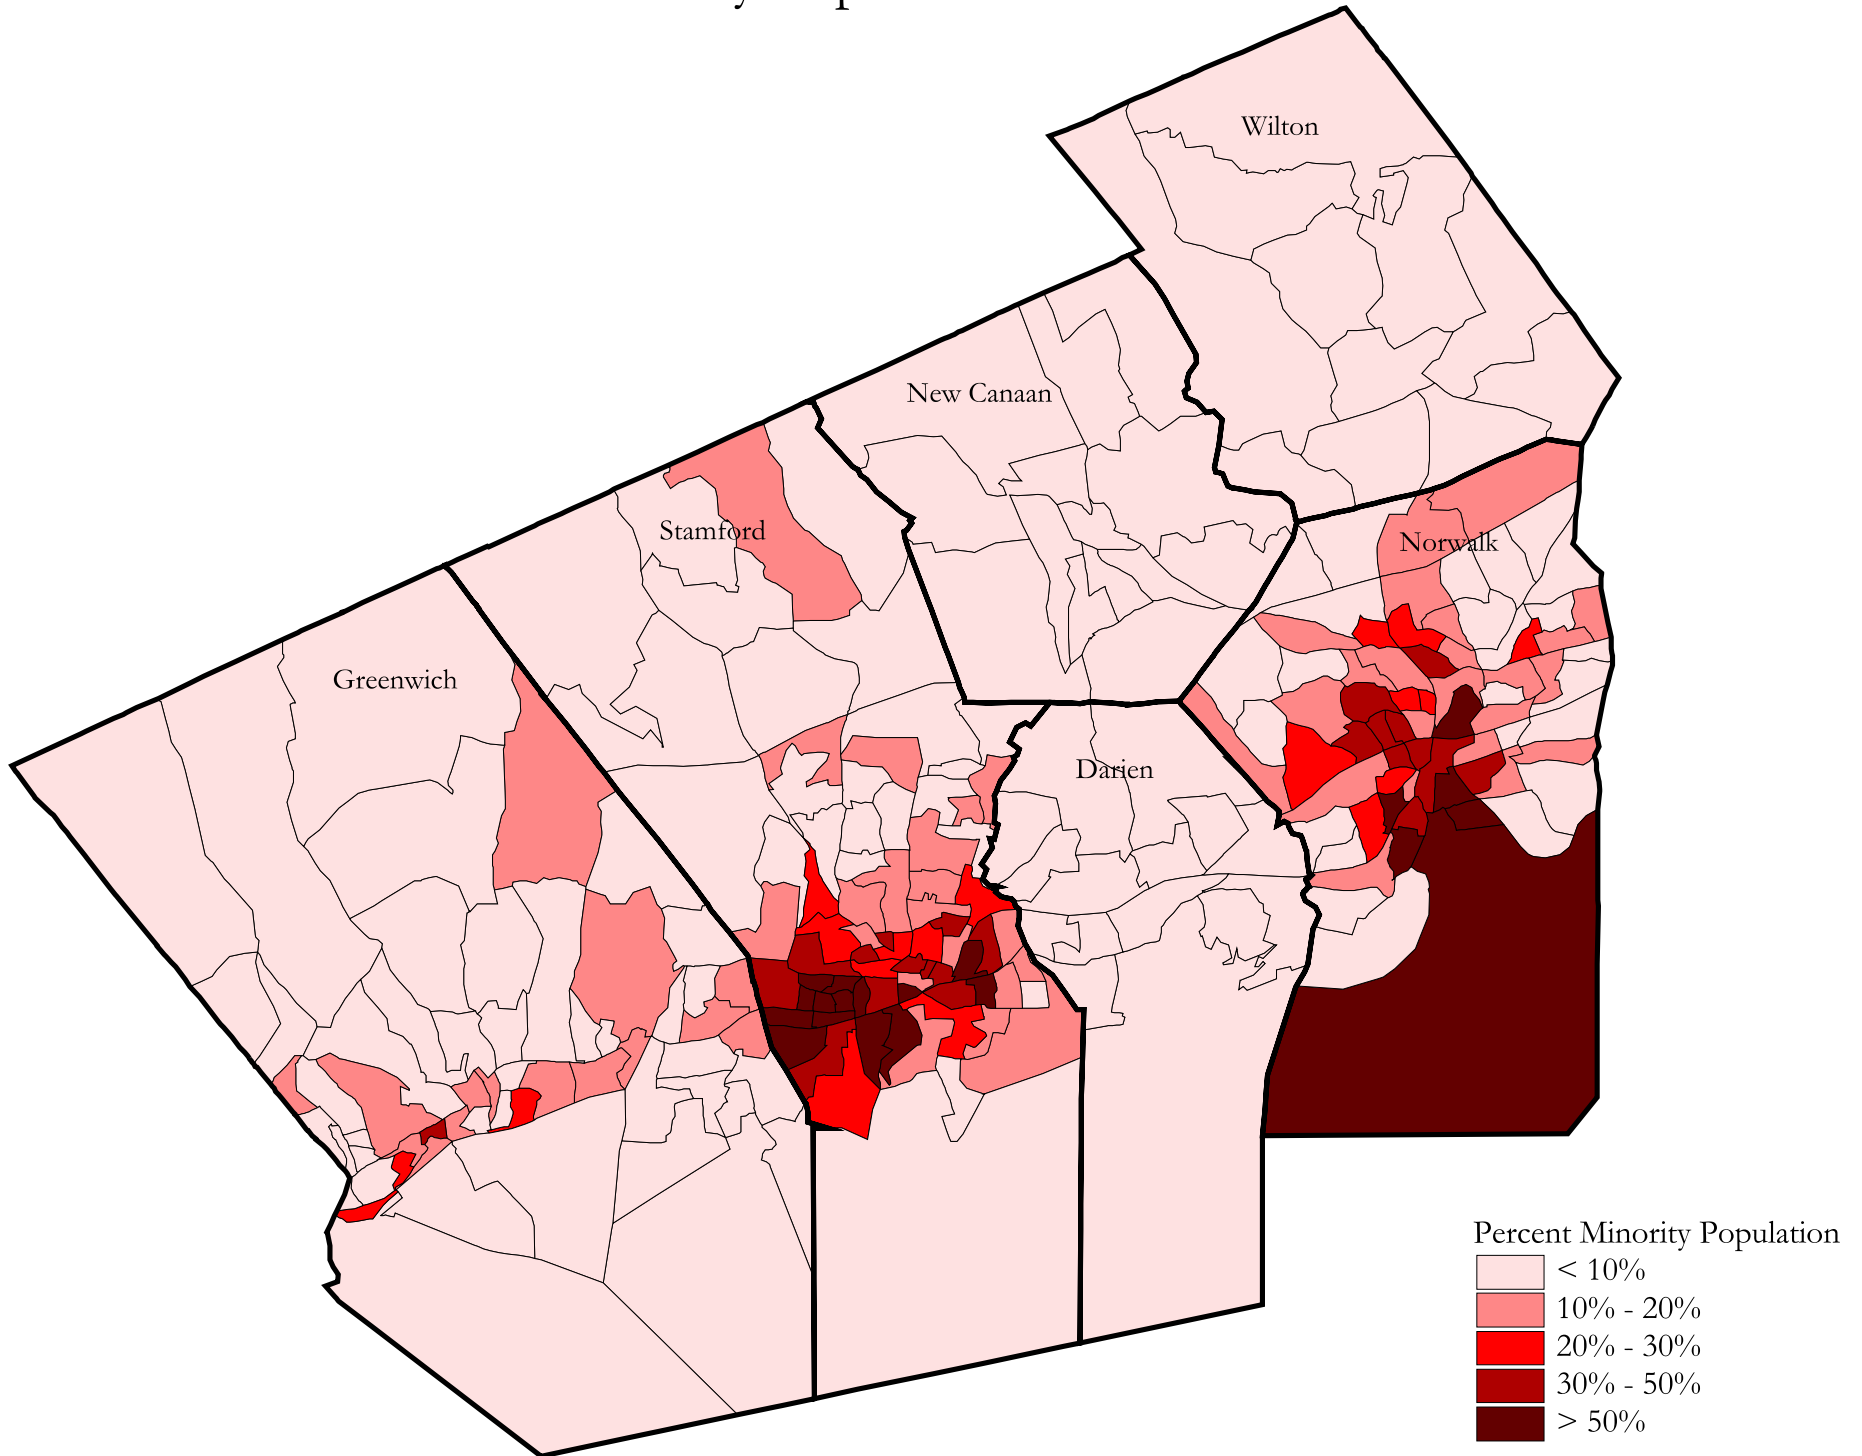 Wilton
New Canaan
Stamford
Norwalk
Greenwich
Darien
Percent Minority Population
< 10%
10% - 20%
20% - 30%
30% - 50%
> 50%